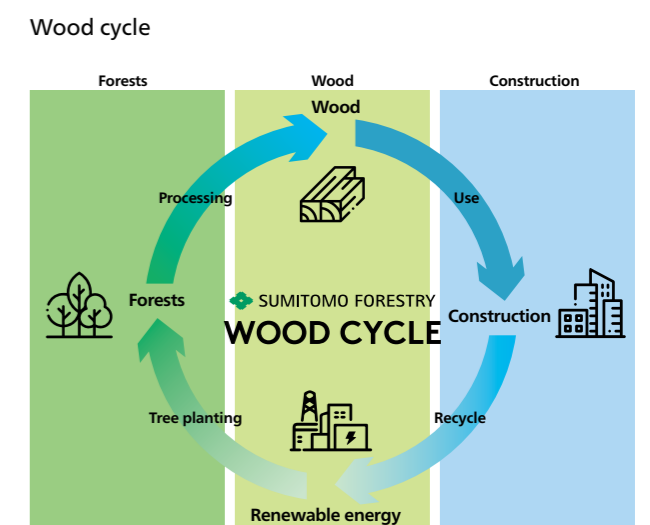 Wood cycle
Forests
Wood
Construction
Wood
Processing
Use
Forests
SUMITOMO FORESTRY
WOOD CYCLE
Construction
Tree planting
Recycle
Renewable energy